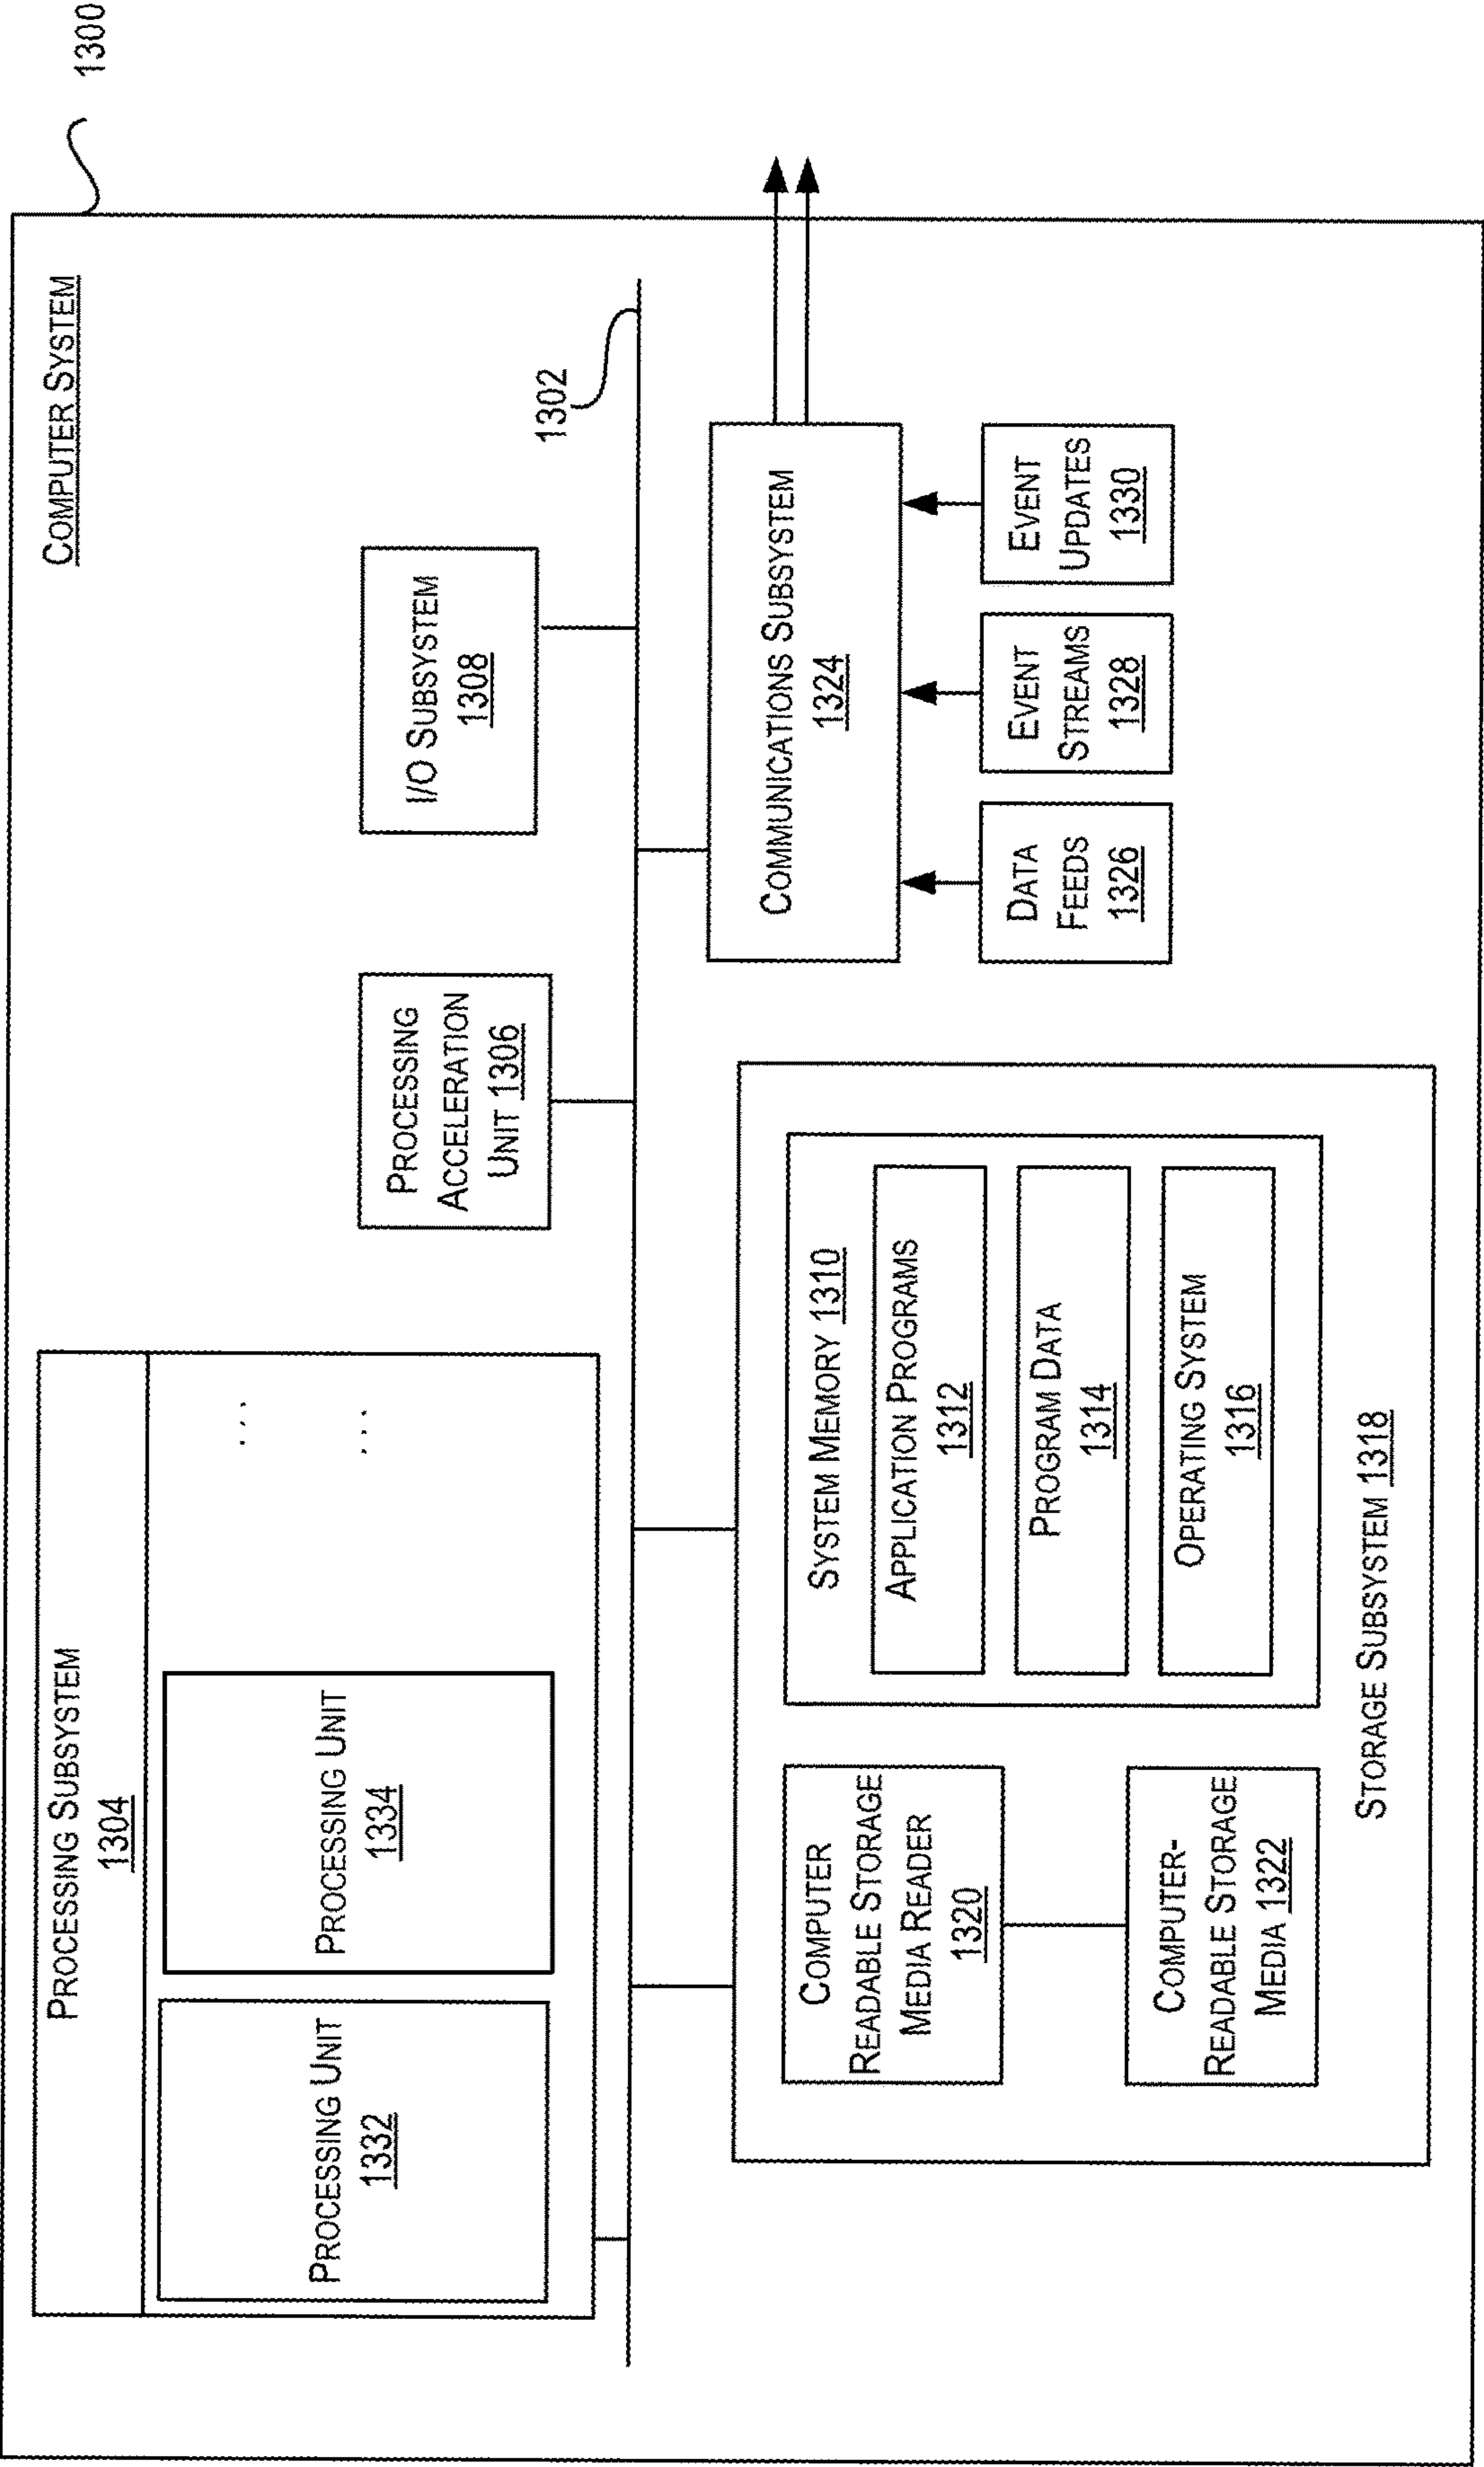 1300
COMPUTER SYSTEM
PROCESSING SUBSYSTEM
1304
PROCESSING UNIT
1332
PROCESSING UNIT
1334
...
...
PROCESSING
ACCELERATION
UNIT 1306
I/O SUBSYSTEM
1308
1302
COMPUTER
READABLE STORAGE
MEDIA READER
1320
COMPUTER-
READABLE STORAGE
MEDIA 1322
SYSTEM MEMORY 1310
APPLICATION PROGRAMS
1312
PROGRAM DATA
1314
OPERATING SYSTEM
1316
STORAGE SUBSYSTEM 1318
COMMUNICATIONS SUBSYSTEM
1324
DATA
FEEDS
1326
EVENT
STREAMS
1328
EVENT
UPDATES
1330